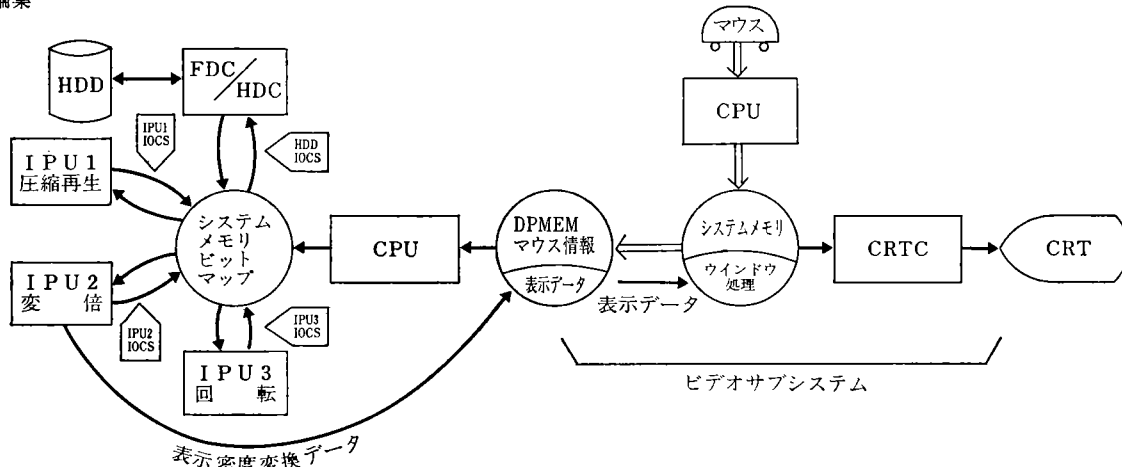 編集
マウス
HDD
FDC/HDC
CPU
IPU1
IOCS
HDD
IOCS
IPU1
圧縮再生
システム
メモリ
ビット
マップ
CPU
DPMEM
マウス情報
表示データ
システムメモリ
ウインドウ
処理
CRTC
CRT
表示データ
IPU2
変倍
IPU2
IOCS
IPU3
IOCS
IPU3
回転
ビデオサブシステム
表示密度変換データ